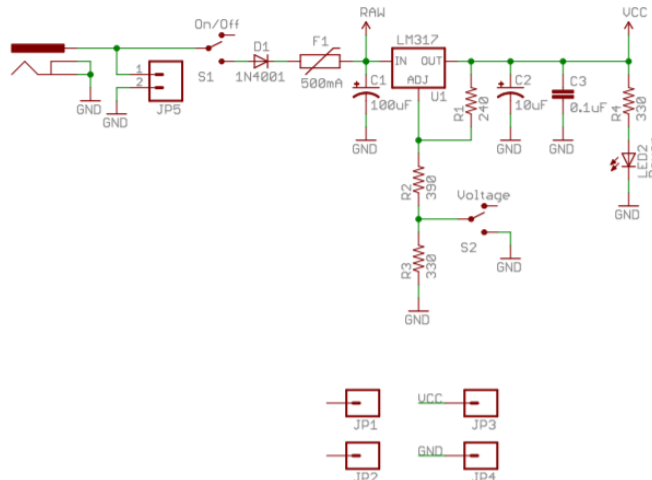 On/Off
RAW
VCC
D1
F1
LM317
IN OUT
ADJ
U1
S1
1N4001
500mA
C1
100uF
R1
240
C2
10uF
C3
0.1uF
R4
330
LED2
1
2
JP5
GND
GND
GND
GND
GND
GND
R2
390
Voltage
S2
GND
R3
330
GND
JP1
VCC
JP3
JP2
GND
JP4